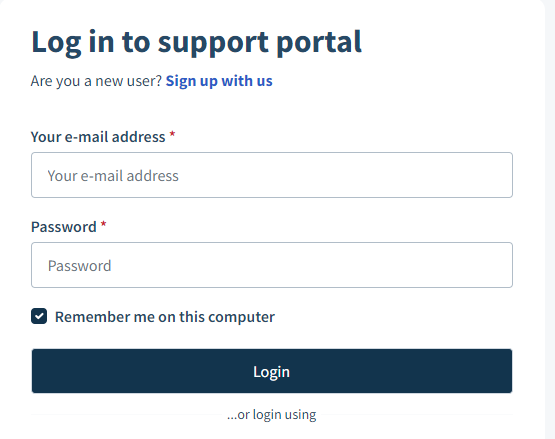 Log in to support portal
Are you a new user? Sign up with us
Your e-mail address *
Your e-mail address
Password *
Password
Remember me on this computer
Login
...or login using